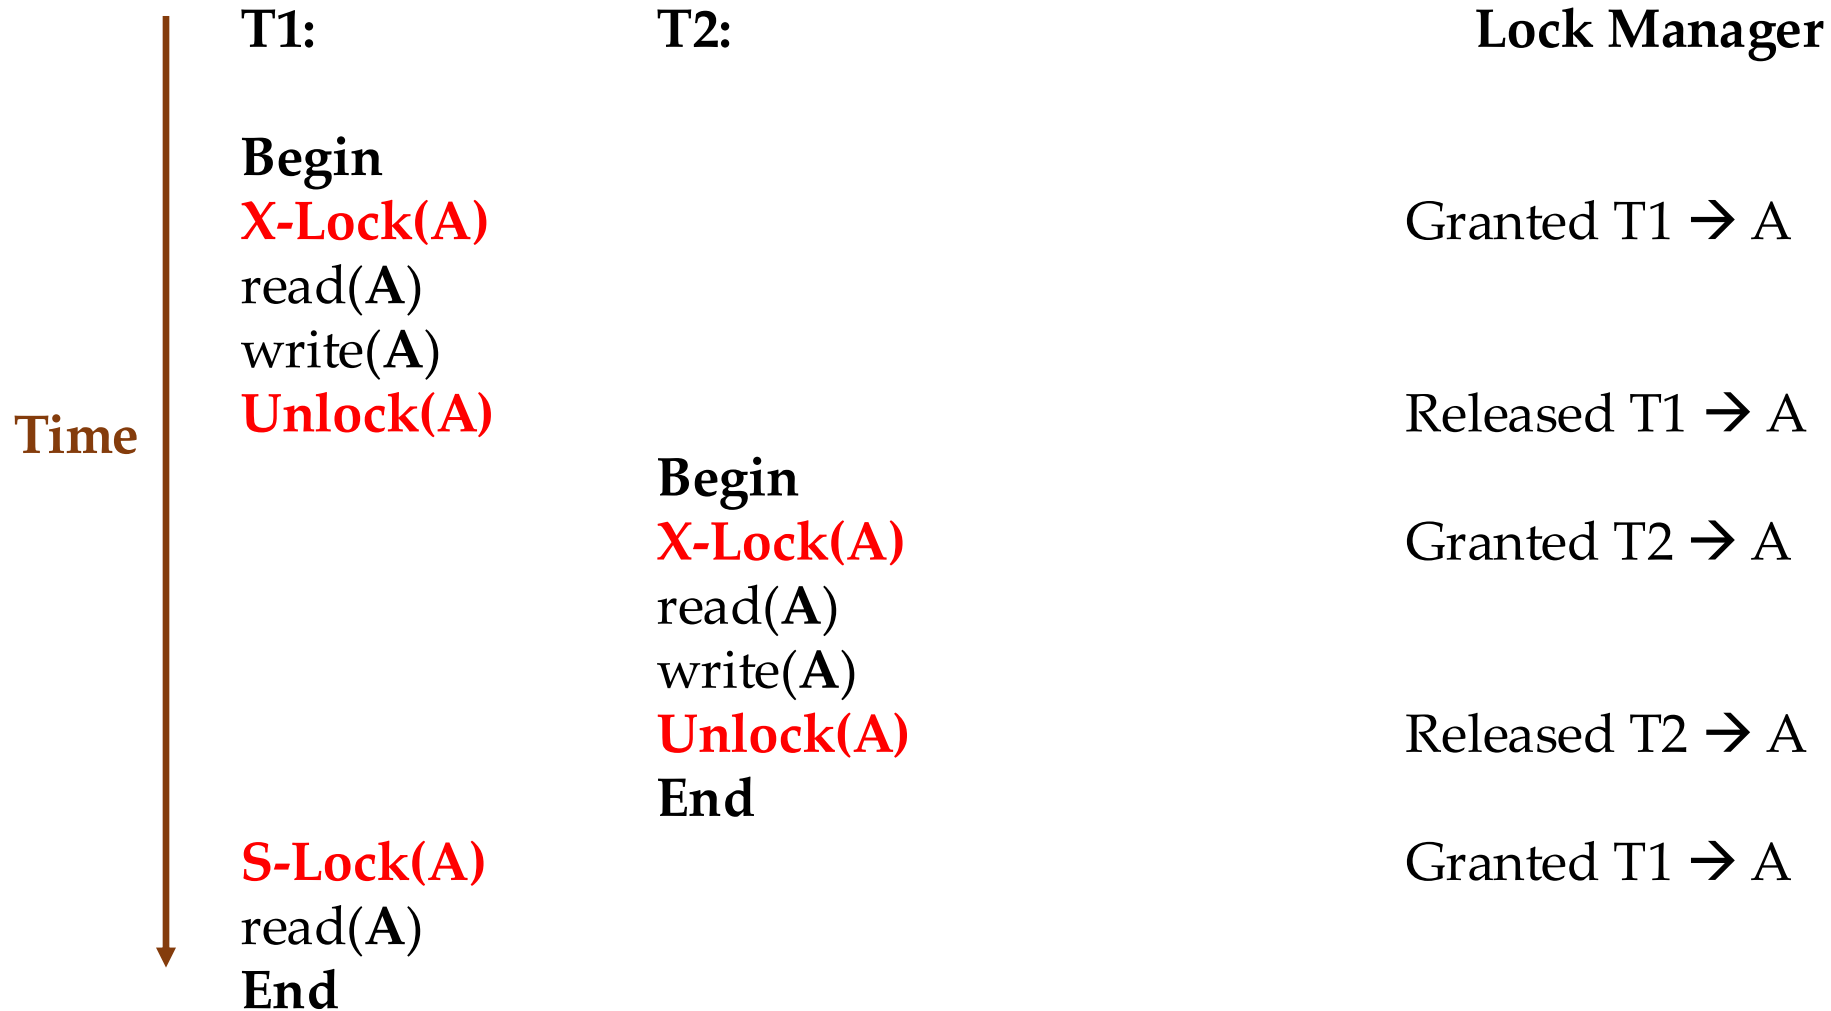 T1: T2: Lock Manager
Begin
X-Lock(A) Granted T1 → A
read(A)
write(A)
Unlock(A) Released T1 → A
Time
Begin
X-Lock(A) Granted T2 → A
read(A)
write(A)
Unlock(A) Released T2 → A
End
S-Lock(A) Granted T1 → A
read(A)
End